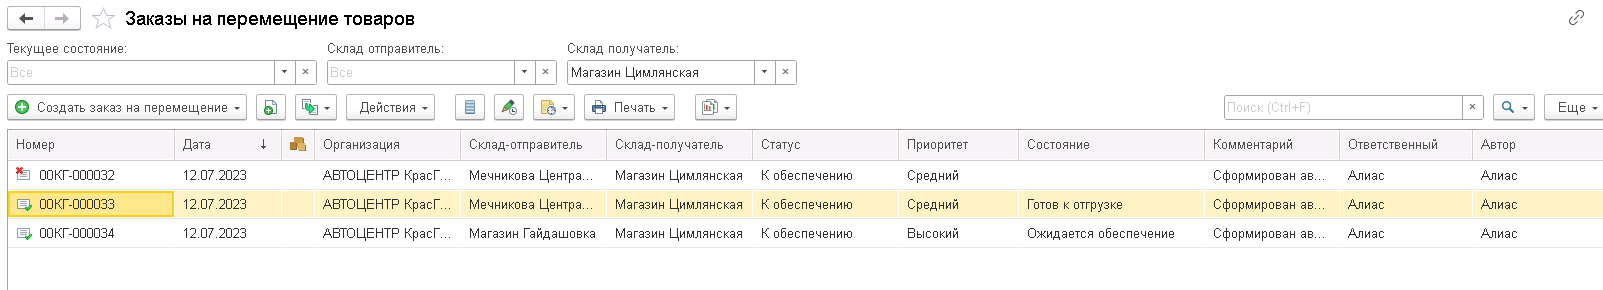 Заказы на перемещение товаров
Текущее состояние: Склад отправитель: Склад получатель:
Все Все Магазин Цимлянская
Создать заказ на перемещение Действия Печать Поиск (Ctrl+F) Еще
Номер Дата ↓ Организация Склад-отправитель Склад-получатель Статус Приоритет Состояние Комментарий Ответственный Автор
00КГ-000032 12.07.2023 АВТОЦЕНТР КрасГ... Мечникова Центра... Магазин Цимлянская К обеспечению Средний Сформирован ав... Алиас Алиас
00КГ-000033 12.07.2023 АВТОЦЕНТР КрасГ... Мечникова Центра... Магазин Цимлянская К обеспечению Средний Готов к отгрузке Сформирован ав... Алиас Алиас
00КГ-000034 12.07.2023 АВТОЦЕНТР КрасГ... Магазин Гайдашовка Магазин Цимлянская К обеспечению Высокий Ожидается обеспечение Сформирован ав... Алиас Алиас